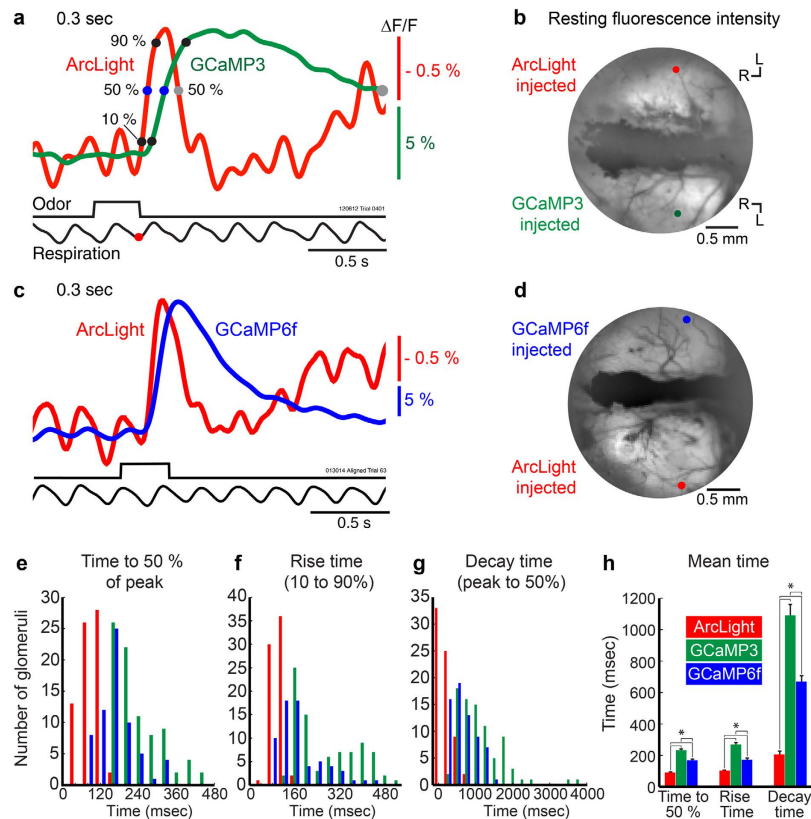 a
0.3 sec
ΔF/F
90 %
ArcLight
GCaMP3
- 0.5 %
50 %
50 %
10 %
5 %
Odor
120612 Trial 0401
Respiration
0.5 s
b
Resting fluorescence intensity
ArcLight
injected
L
R
GCaMP3
injected
R
L
0.5 mm
c
0.3 sec
ArcLight
GCaMP6f
- 0.5 %
5 %
013014 Aligned Trial 63
0.5 s
d
GCaMP6f
injected
ArcLight
injected
0.5 mm
e
Time to 50 %
of peak
Number of glomeruli
30
25
20
15
10
5
0
0 120 240 360 480
Time (msec)
f
Rise time
(10 to 90%)
40
35
30
25
20
15
10
5
0
0 160 320 480
Time (msec)
g
Decay time
(peak to 50%)
35
30
25
20
15
10
5
0
0 1000 2000 3000 4000
Time (msec)
h
Mean time
Time (msec)
1200
1000
800
600
400
200
0
ArcLight
GCaMP3
GCaMP6f
*
*
*
Time to
50 %
Rise
Time
Decay
time